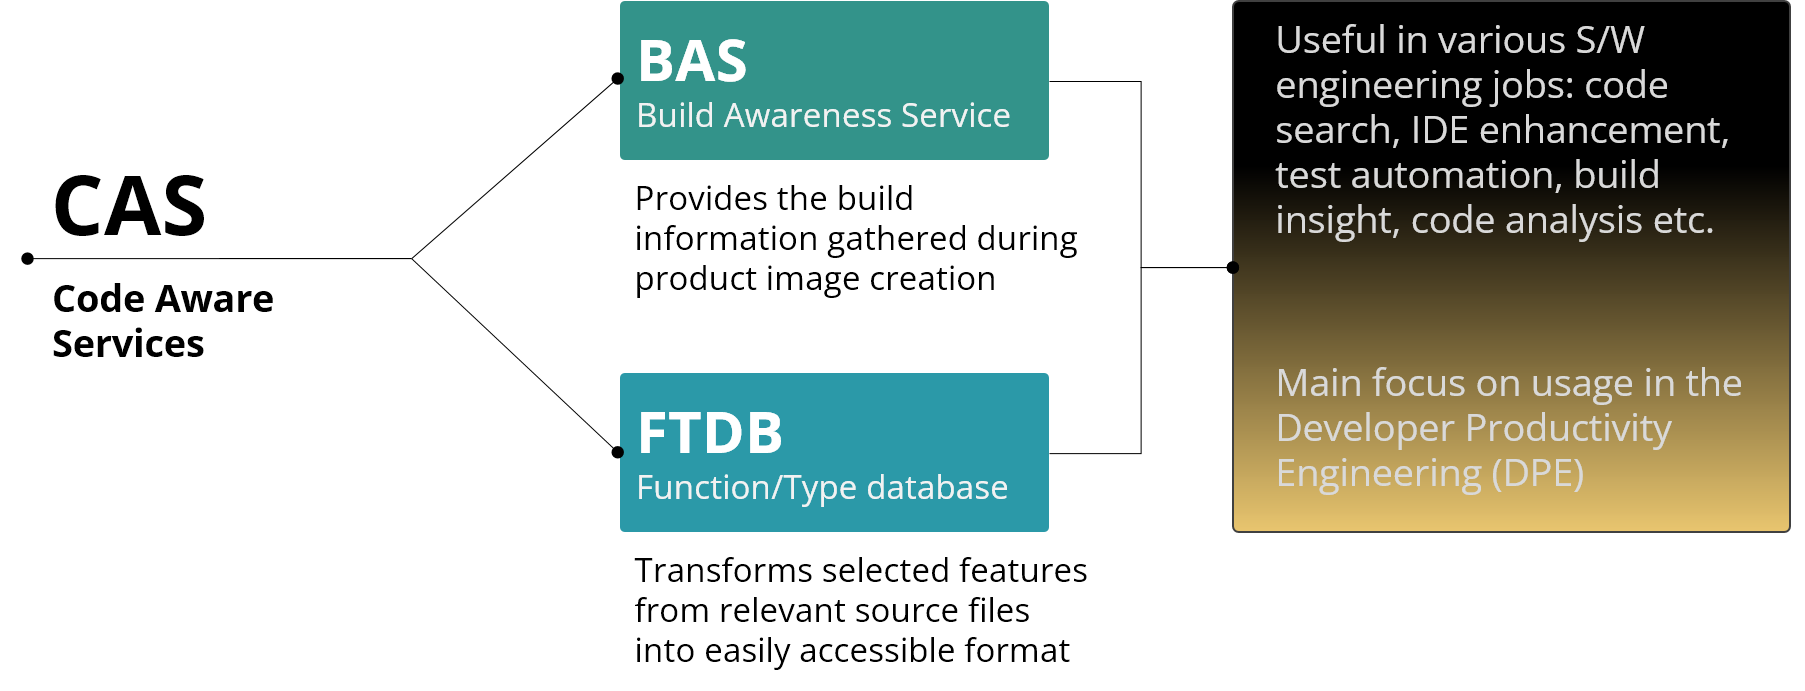 CAS
Code Aware
Services
BAS
Build Awareness Service
Provides the build
information gathered during
product image creation
FTDB
Function/Type database
Transforms selected features
from relevant source files
into easily accessible format
Useful in various S/W
engineering jobs: code
search, IDE enhancement,
test automation, build
insight, code analysis etc.
Main focus on usage in the
Developer Productivity
Engineering (DPE)